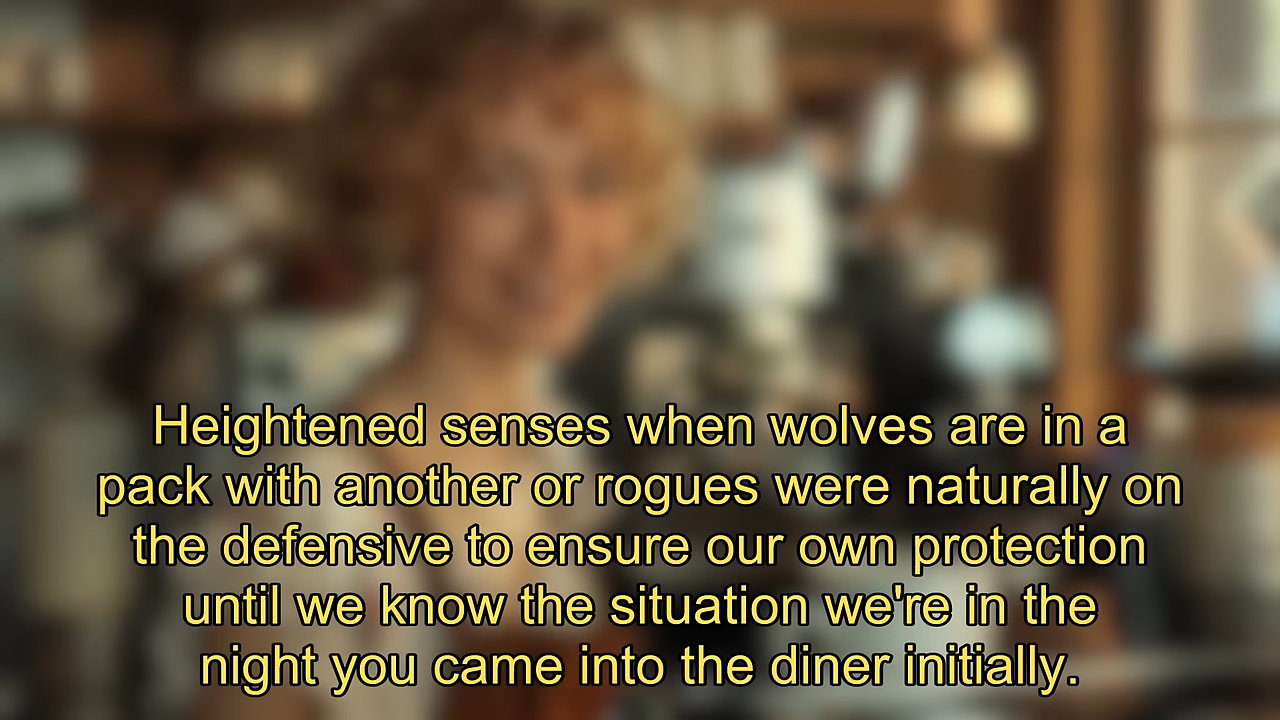 Heightened senses when wolves are in a
pack with another or rogues were naturally on
the defensive to ensure our own protection
until we know the situation we're in the
night you came into the diner initially.